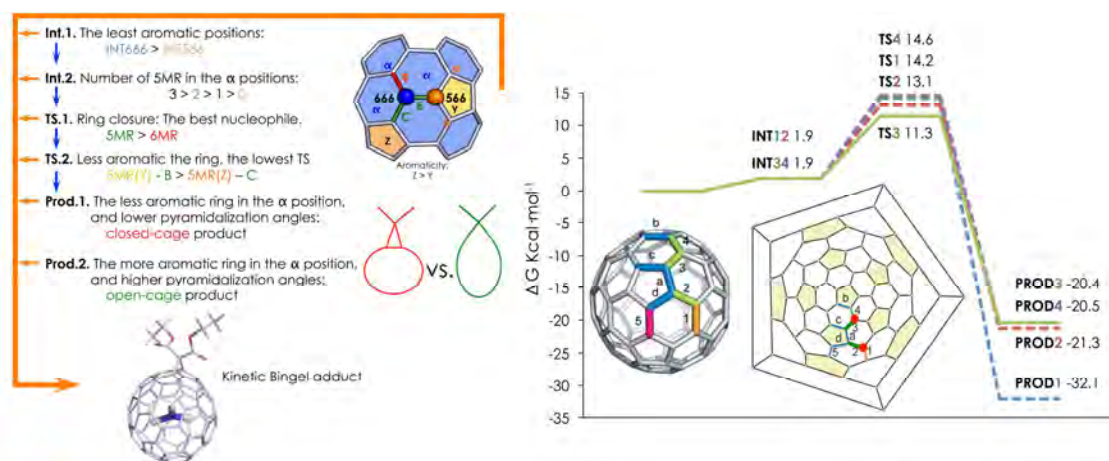 Int.1. The least aromatic positions:
INT666 > INT566
Int.2. Number of 5MR in the α positions:
3 > 2 > 1 > 0
TS.1. Ring closure: The best nucleophile.
5MR > 6MR
TS.2. Less aromatic the ring, the lowest TS
5MR(Y) - B > 5MR(Z) – C
Prod.1. The less aromatic ring in the α position,
and lower pyramidalization angles:
closed-cage product
Prod.2. The more aromatic ring in the α position,
and higher pyramidalization angles:
open-cage product
α
α
α
α
666
B
566
Y
C
Z
Aromaticity:
Z > Y
VS.
Kinetic Bingel adduct
ΔG Kcal·mol-1
15
10
5
0
-5
-10
-15
-20
-25
-30
-35
TS4 14.6
TS1 14.2
TS2 13.1
TS3 11.3
INT12 1.9
INT34 1.9
b
4
c
3
a
2
d
5
1
b
4
c
3
d
a
5
2
1
PROD3 -20.4
PROD4 -20.5
PROD2 -21.3
PROD1 -32.1